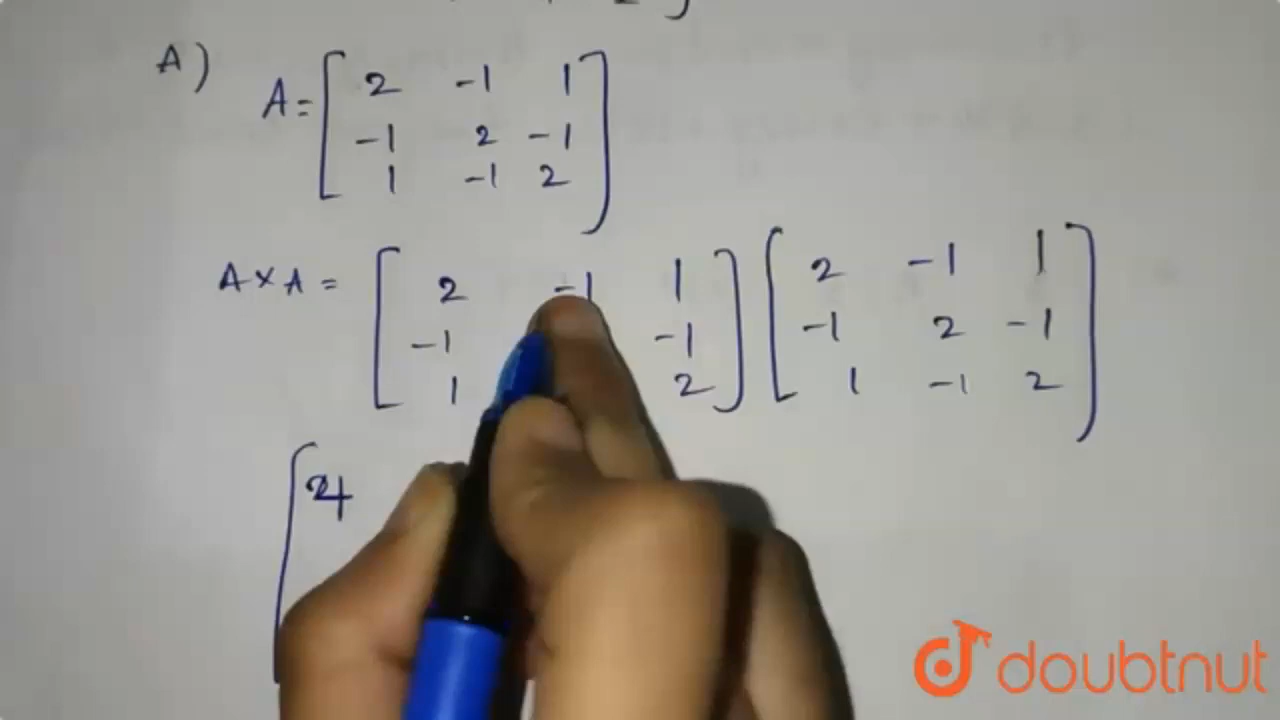 A)
A = [ 2 -1 1
-1 2 -1
1 -1 2 ]
A × A = [ 2 -1 1 ] [ 2 -1 1
-1 -1 -1 2 -1
1 2 1 -1 2 ]
[ 4
doubtnut